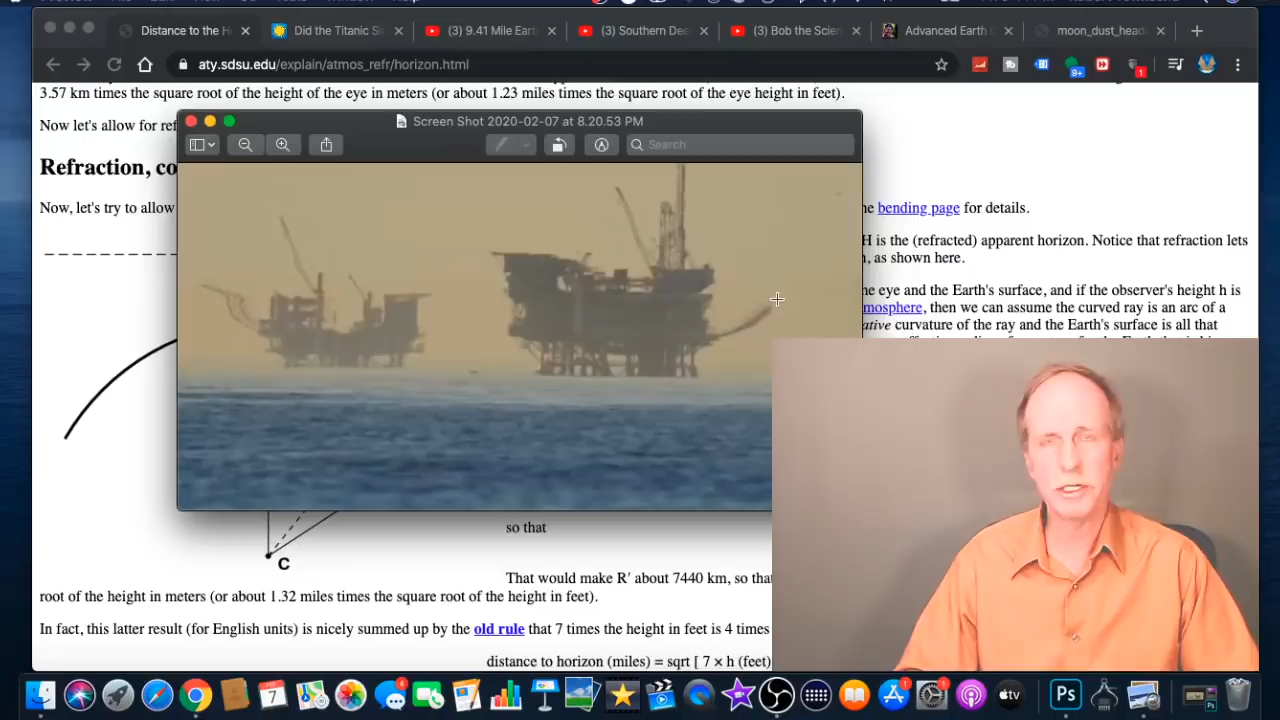 Distance to the H
Did the Titanic S
(3) 9.41 Mile Eart
(3) Southern Dea
(3) Bob the Scien
Advanced Earth C
moon_dust_head
aty.sdsu.edu/explain/atmos_refr/horizon.html
9+
1
3.57 km times the square root of the height of the eye in meters (or about 1.23 miles times the square root of the eye height in feet).
Now let's allow for ref
Screen Shot 2020-02-07 at 8.20.53 PM
Search
Refraction, co
Now, let's try to allow
he bending page for details.
H is the (refracted) apparent horizon. Notice that refraction lets
, as shown here.
he eye and the Earth's surface, and if the observer's height h is
mosphere, then we can assume the curved ray is an arc of a
ative curvature of the ray and the Earth's surface is all that
so that
C
That would make R′ about 7440 km, so tha
root of the height in meters (or about 1.32 miles times the square root of the height in feet).
In fact, this latter result (for English units) is nicely summed up by the old rule that 7 times the height in feet is 4 times
distance to horizon (miles) = sqrt [ 7 × h (feet)
7
1
1
tv
Ps